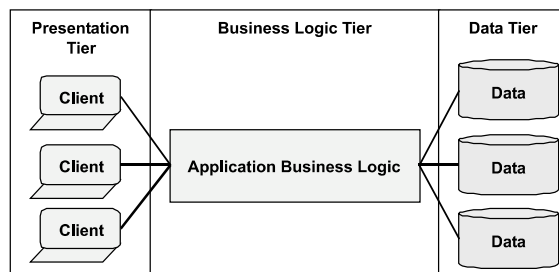 Presentation
Tier
Business Logic Tier
Data Tier
Client
Client
Client
Application Business Logic
Data
Data
Data